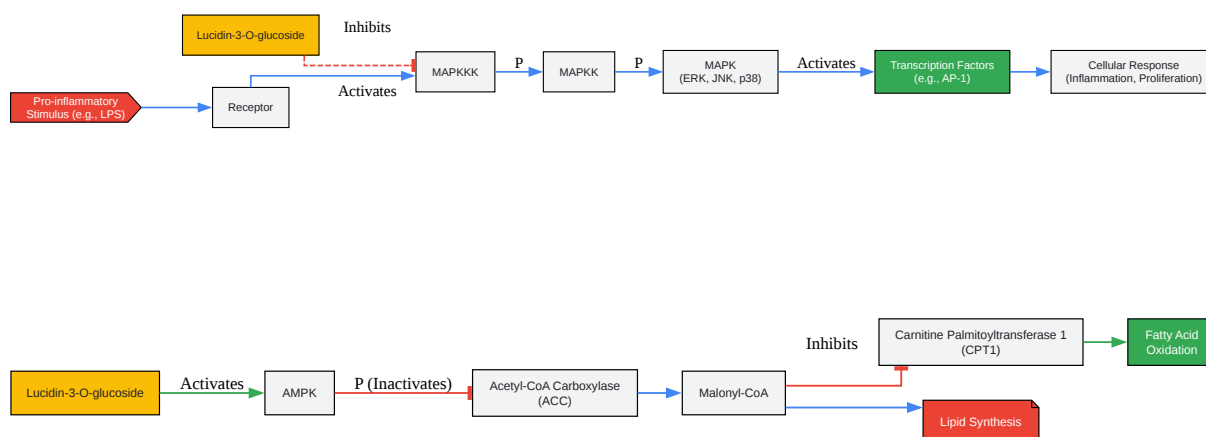 Lucidin-3-O-glucoside
Inhibits
MAPKKK
P
MAPKK
P
MAPK
(ERK, JNK, p38)
Activates
Transcription Factors
(e.g., AP-1)
Cellular Response
(Inflammation, Proliferation)
Activates
Pro-inflammatory
Stimulus (e.g., LPS)
Receptor
Lucidin-3-O-glucoside
Activates
AMPK
P (Inactivates)
Acetyl-CoA Carboxylase
(ACC)
Malonyl-CoA
Inhibits
Carnitine Palmitoyltransferase 1
(CPT1)
Fatty Acid
Oxidation
Lipid Synthesis